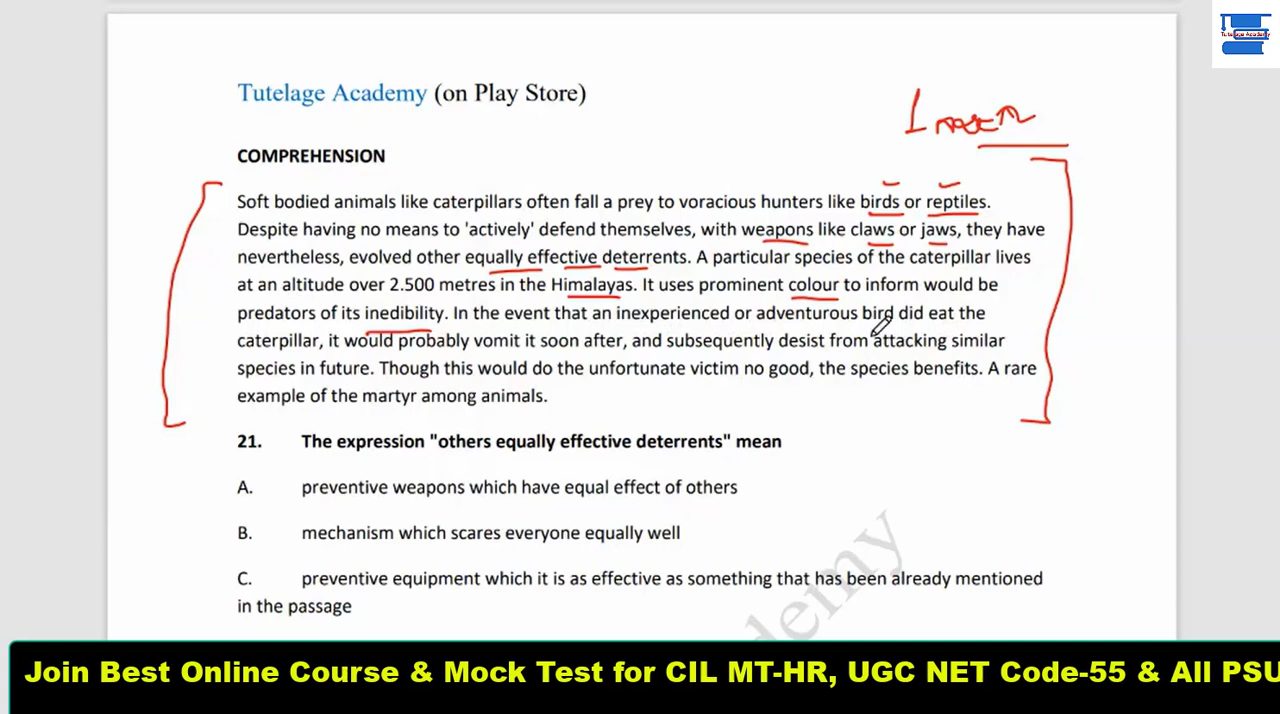 Tutelage Academy
Tutelage Academy (on Play Store)
COMPREHENSION
Soft bodied animals like caterpillars often fall a prey to voracious hunters like birds or reptiles.
Despite having no means to 'actively' defend themselves, with weapons like claws or jaws, they have
nevertheless, evolved other equally effective deterrents. A particular species of the caterpillar lives
at an altitude over 2.500 metres in the Himalayas. It uses prominent colour to inform would be
predators of its inedibility. In the event that an inexperienced or adventurous bird did eat the
caterpillar, it would probably vomit it soon after, and subsequently desist from attacking similar
species in future. Though this would do the unfortunate victim no good, the species benefits. A rare
example of the martyr among animals.
21. The expression "others equally effective deterrents" mean
A. preventive weapons which have equal effect of others
B. mechanism which scares everyone equally well
C. preventive equipment which it is as effective as something that has been already mentioned
in the passage
Join Best Online Course & Mock Test for CIL MT-HR, UGC NET Code-55 & All PSU